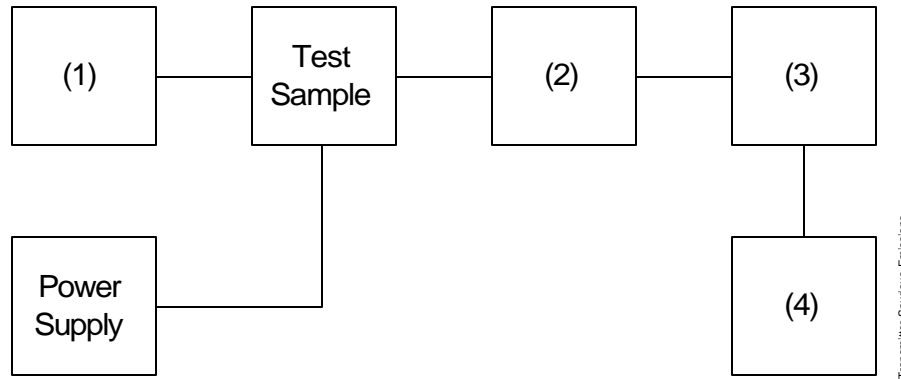 (1)
Test
Sample
(2)
(3)
Power
Supply
(4)
Transmitter Spurious Emissions